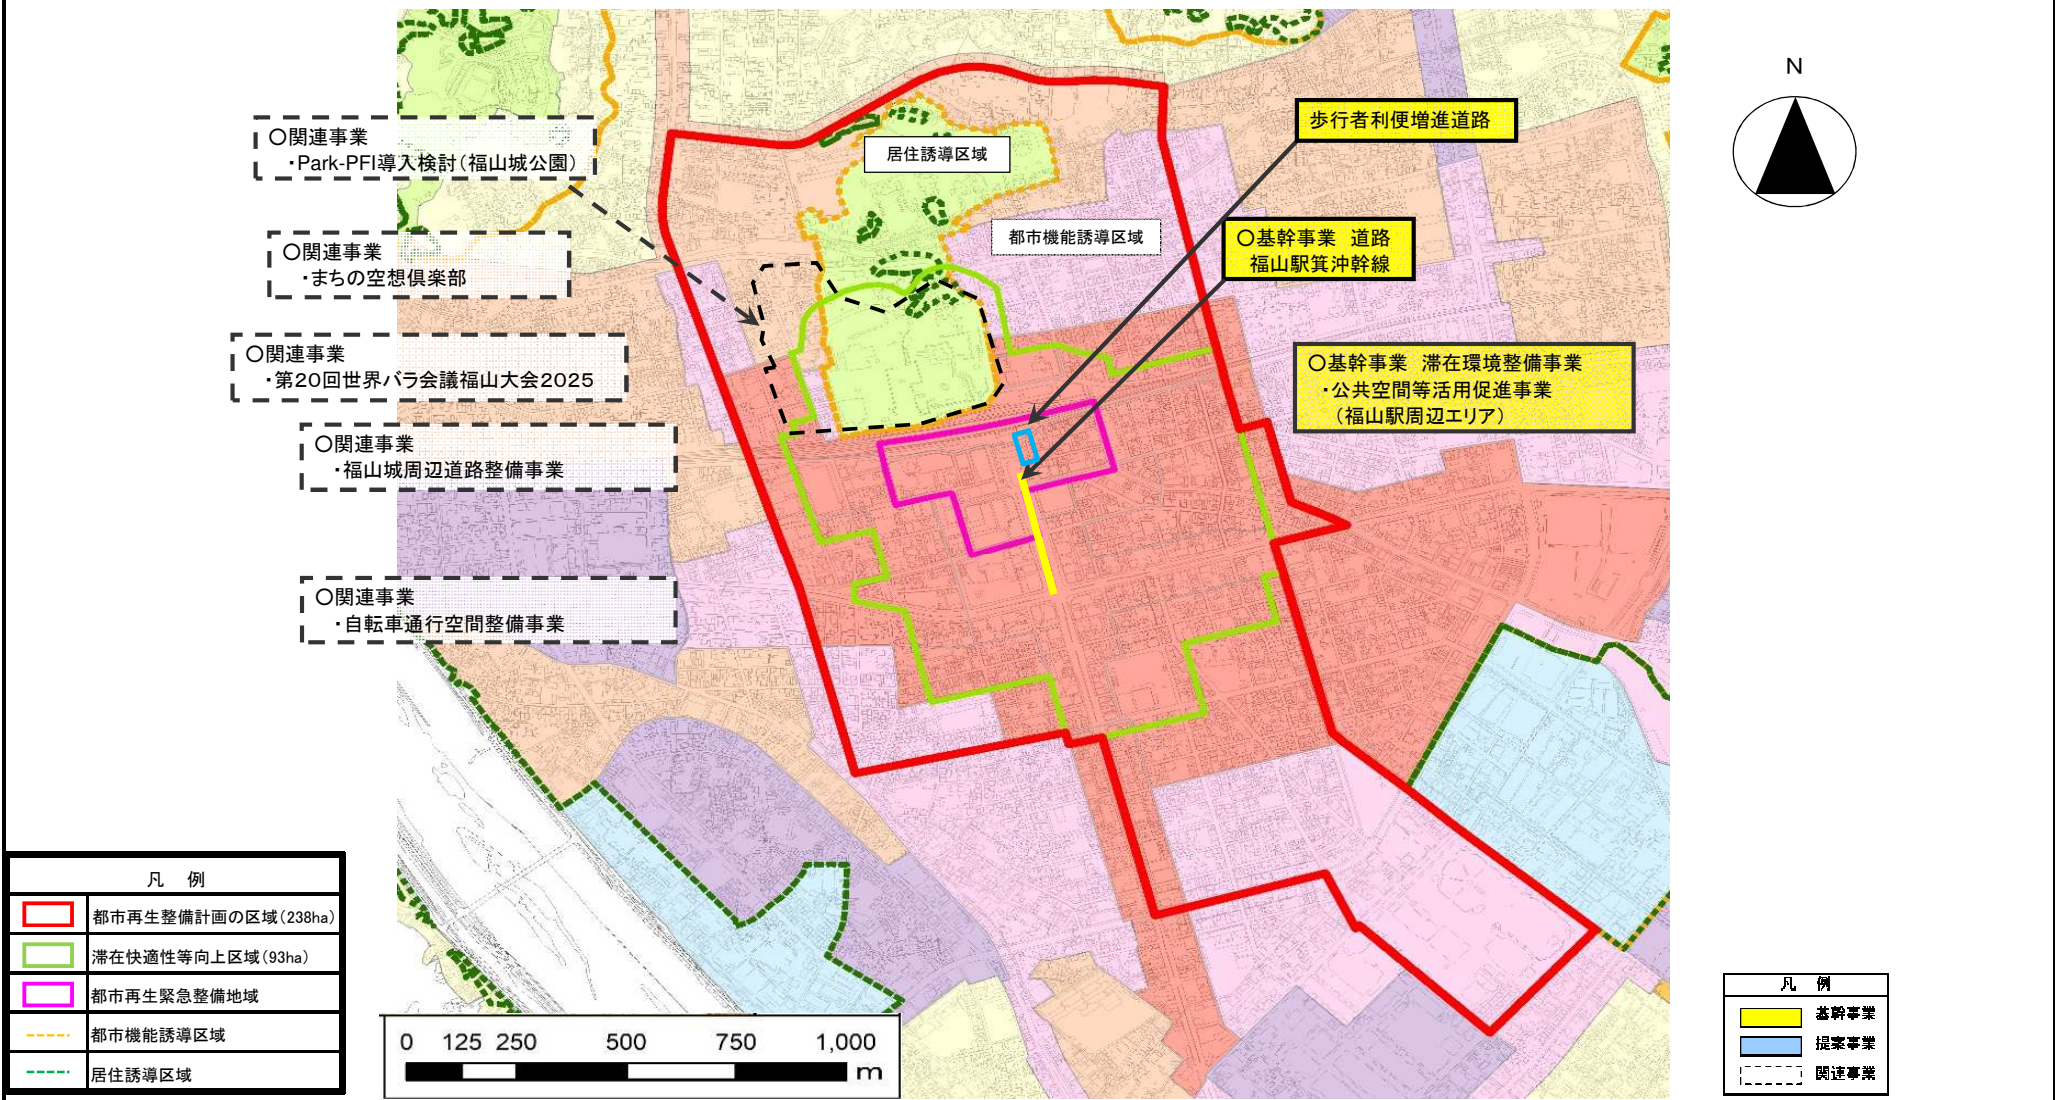 N
〇関連事業
・Park-PFI導入検討（福山城公園）
〇関連事業
・まちの空想倶楽部
〇関連事業
・第20回世界バラ会議福山大会2025
〇関連事業
・福山城周辺道路整備事業
〇関連事業
・自転車通行空間整備事業
居住誘導区域
都市機能誘導区域
歩行者利便増進道路
〇基幹事業 道路
福山駅箕沖幹線
〇基幹事業 滞在環境整備事業
・公共空間等活用促進事業
（福山駅周辺エリア）
凡 例
都市再生整備計画の区域（238ha）
滞在快適性等向上区域（93ha）
都市再生緊急整備地域
都市機能誘導区域
居住誘導区域
0 125 250 500 750 1,000
m
凡 例
基幹事業
提案事業
関連事業